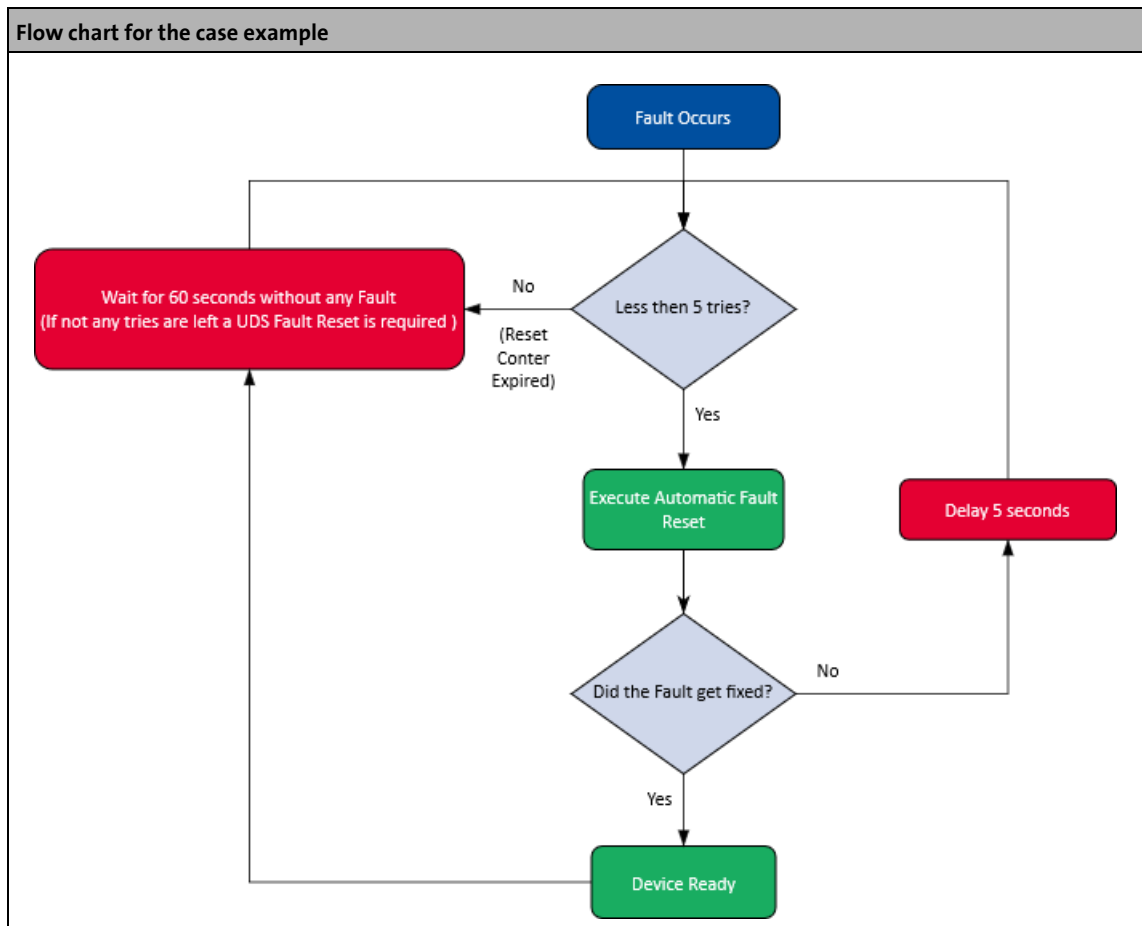 Flow chart for the case example
Fault Occurs
Wait for 60 seconds without any Fault
(If not any tries are left a UDS Fault Reset is required )
No
(Reset
Conter
Expired)
Less then 5 tries?
Yes
Execute Automatic Fault
Reset
Delay 5 seconds
Did the Fault get fixed?
No
Yes
Device Ready